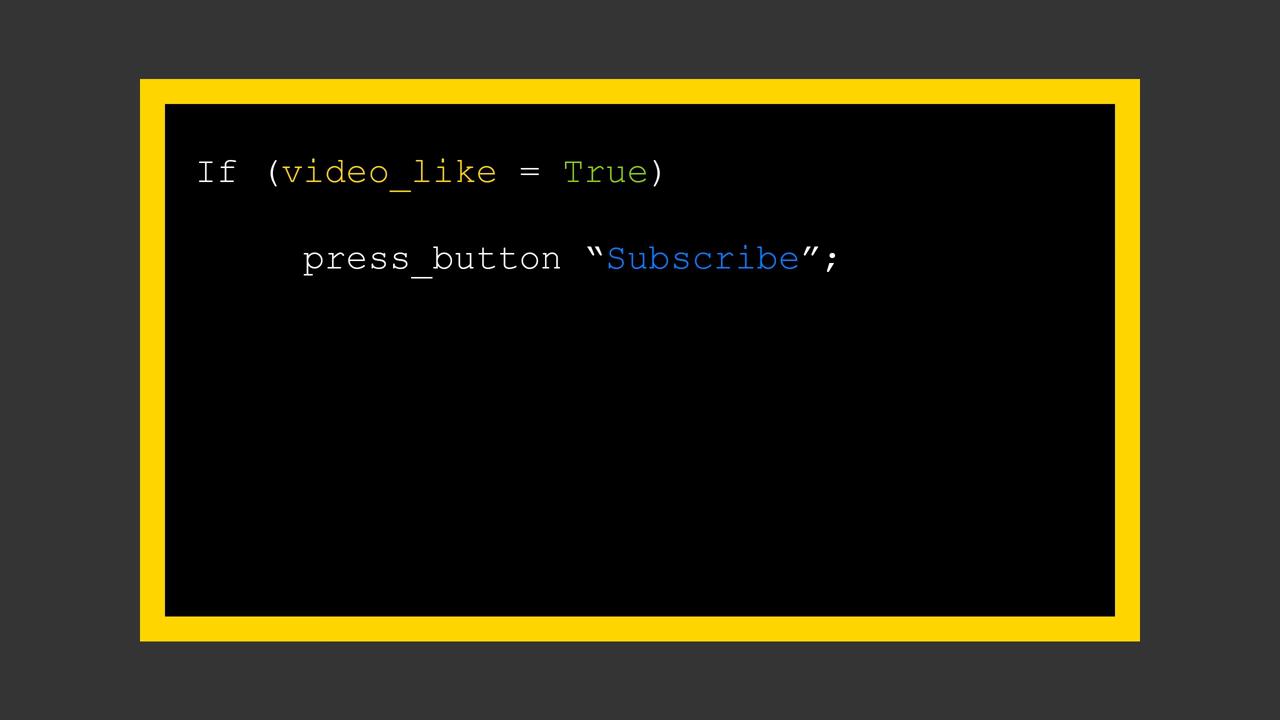 If (video_like = True)
press_button “Subscribe”;